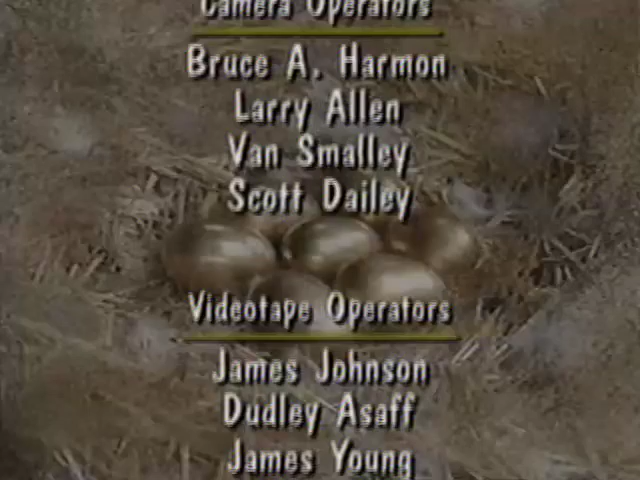 Camera Operators
Bruce A. Harmon
Larry Allen
Van Smalley
Scott Dailey
Videotape Operators
James Johnson
Dudley Asaff
James Young